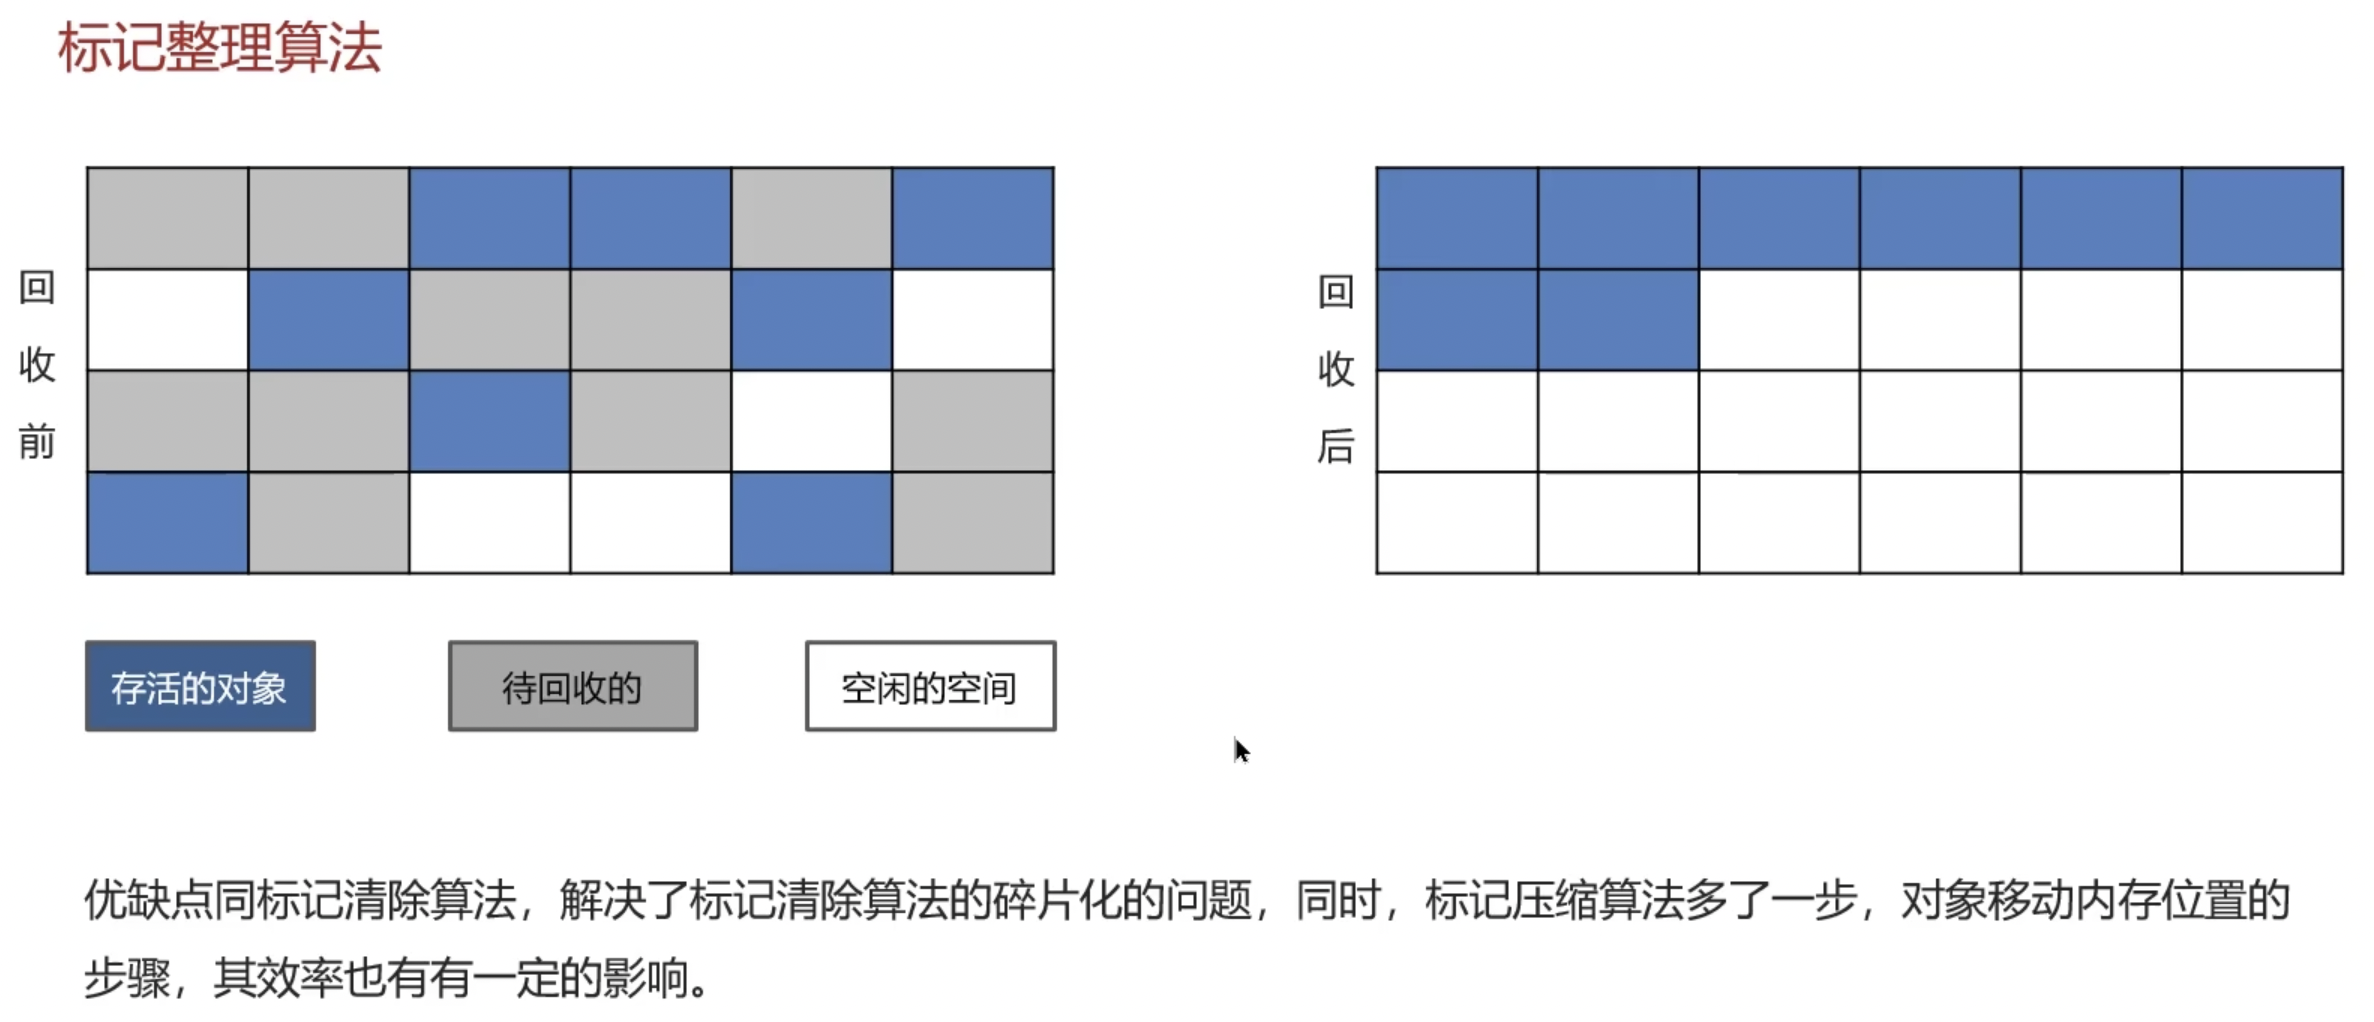 标记整理算法
回收前
回收后
存活的对象
待回收的
空闲的空间
优缺点同标记清除算法，解决了标记清除算法的碎片化的问题，同时，标记压缩算法多了一步，对象移动内存位置的
步骤，其效率也有有一定的影响。